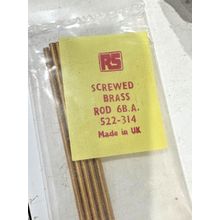 RS
SCREWED
BRASS
ROD 6B.A.
522-314
Made in UK